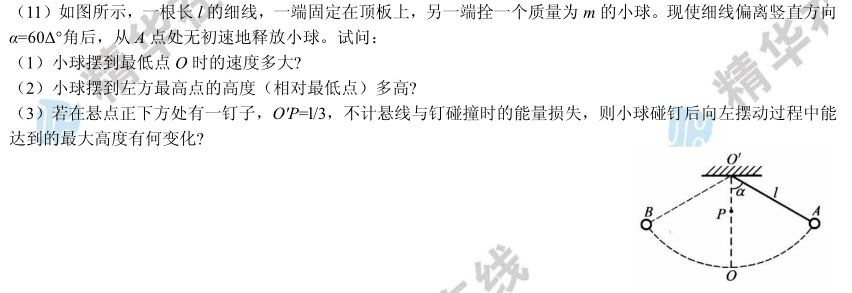 (11)如图所示,一根长 l 的细线,一端固定在顶板上,另一端拴一个质量为 m 的小球。现使细线偏离竖直方向
α=60Δ°角后,从 A 点处无初速地释放小球。试问:
(1)小球摆到最低点 O 时的速度多大?
(2)小球摆到左方最高点的高度(相对最低点)多高?
(3)若在悬点正下方处有一钉子,O'P=l/3,不计悬线与钉碰撞时的能量损失,则小球碰钉后向左摆动过程中能
达到的最大高度有何变化?
O'
α
l
B
P
A
O
精华在线
精华在
在线